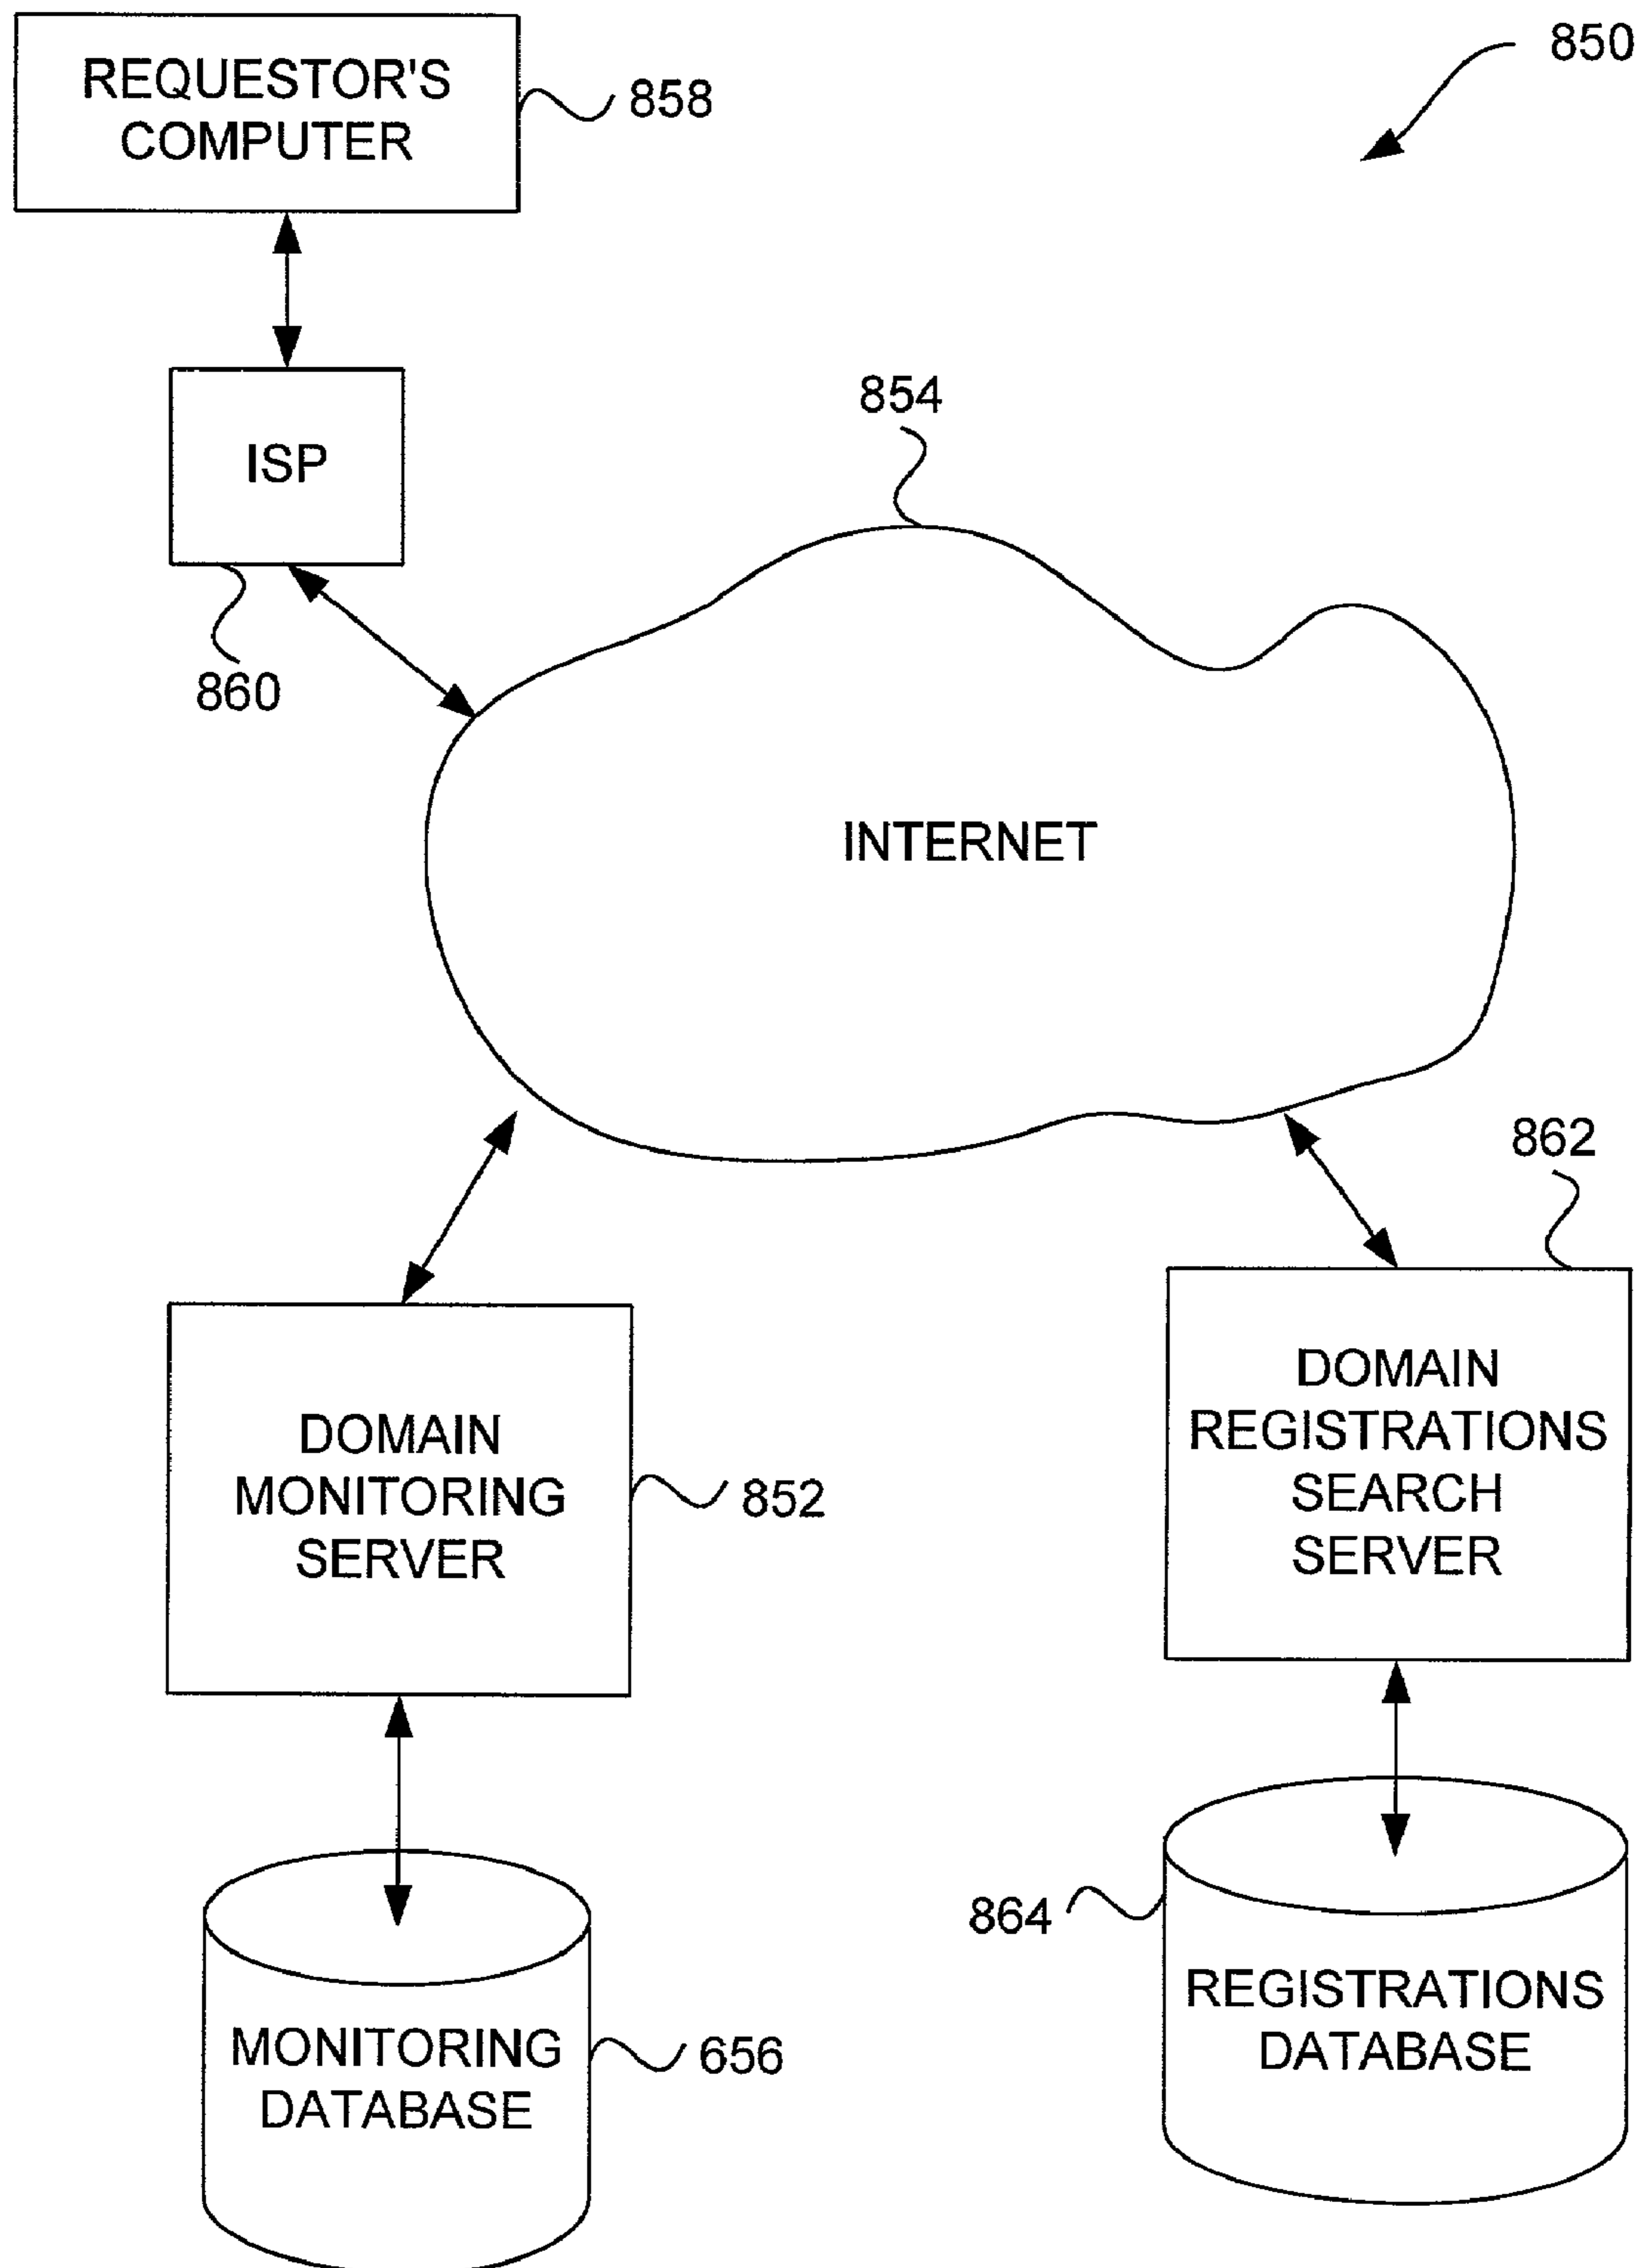 850
REQUESTOR'S
COMPUTER
858
ISP
854
860
INTERNET
862
DOMAIN
MONITORING
SERVER
852
DOMAIN
REGISTRATIONS
SEARCH
SERVER
864
REGISTRATIONS
DATABASE
MONITORING
DATABASE
656